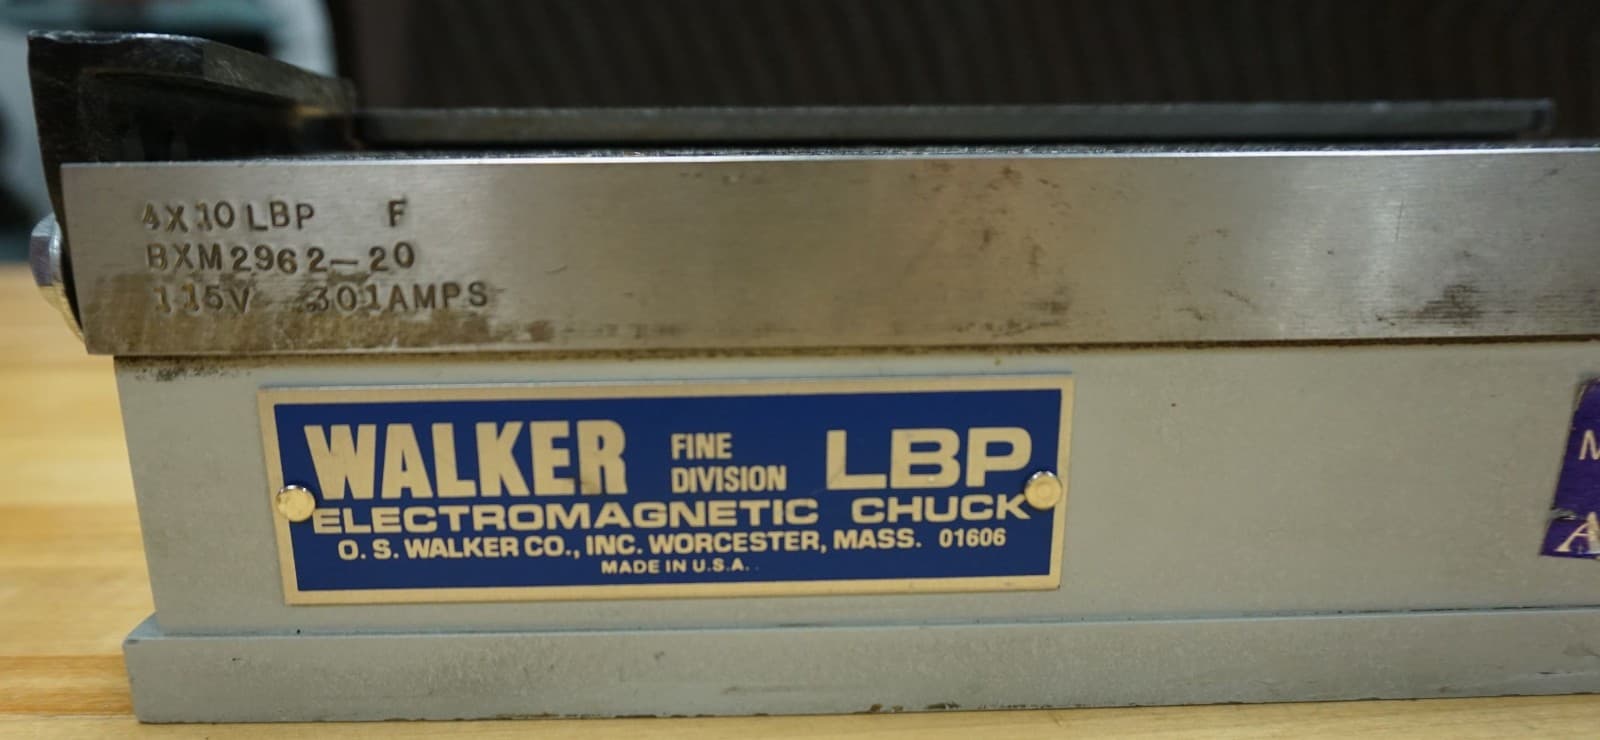 4X10 LBP F
BXM2962-20
115V .301AMPS
WALKER FINE DIVISION LBP
ELECTROMAGNETIC CHUCK
O. S. WALKER CO., INC. WORCESTER, MASS. 01606
MADE IN U.S.A.
M
A